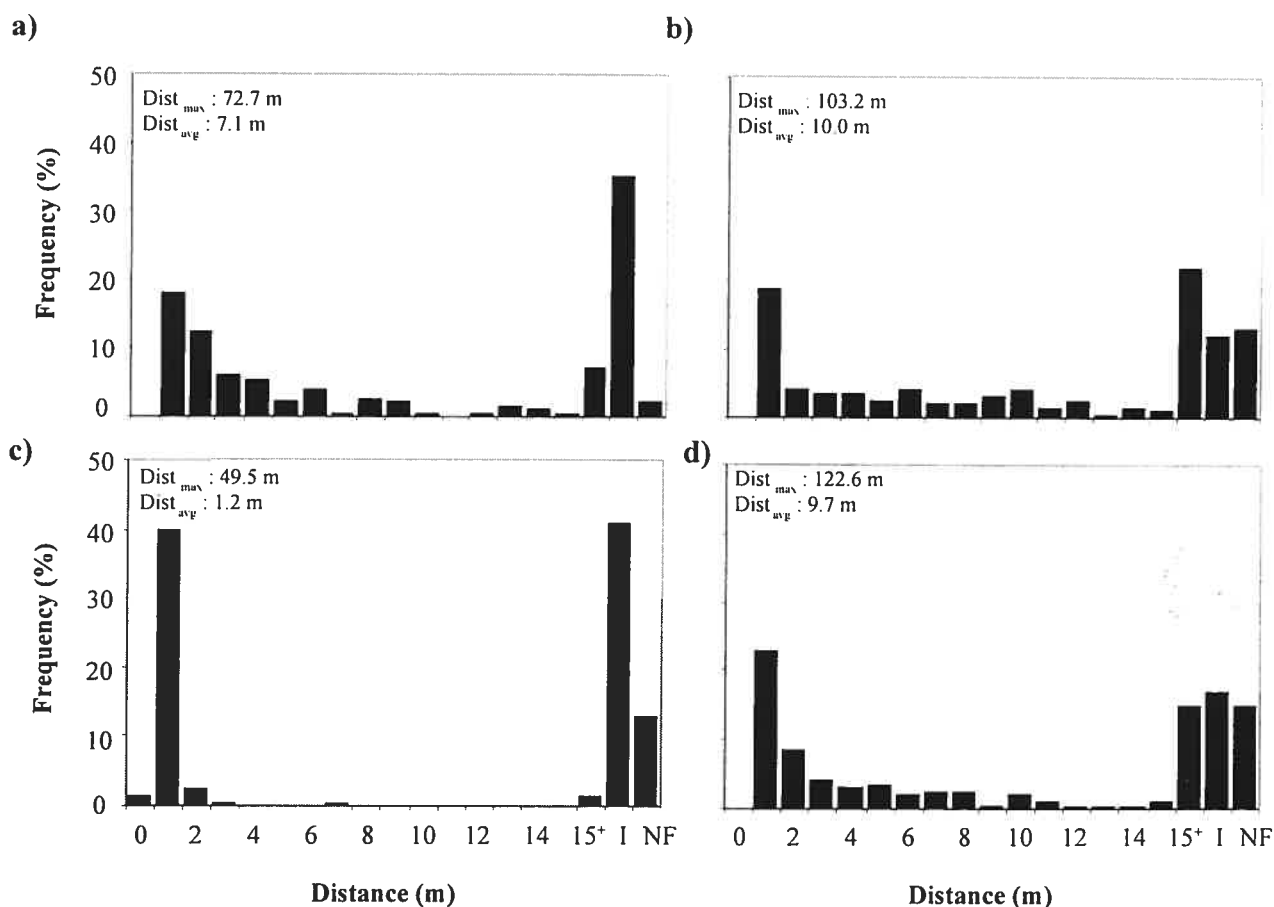 a)
b)
50
40
30
20
10
0
Frequency (%)
Dist max : 72.7 m
Dist avg : 7.1 m
Dist max : 103.2 m
Dist avg : 10.0 m
c)
d)
50
40
30
20
10
0
Frequency (%)
Dist max : 49.5 m
Dist avg : 1.2 m
Dist max : 122.6 m
Dist avg : 9.7 m
0 2 4 6 8 10 12 14 15+ I NF
0 2 4 6 8 10 12 14 15+ I NF
Distance (m)
Distance (m)